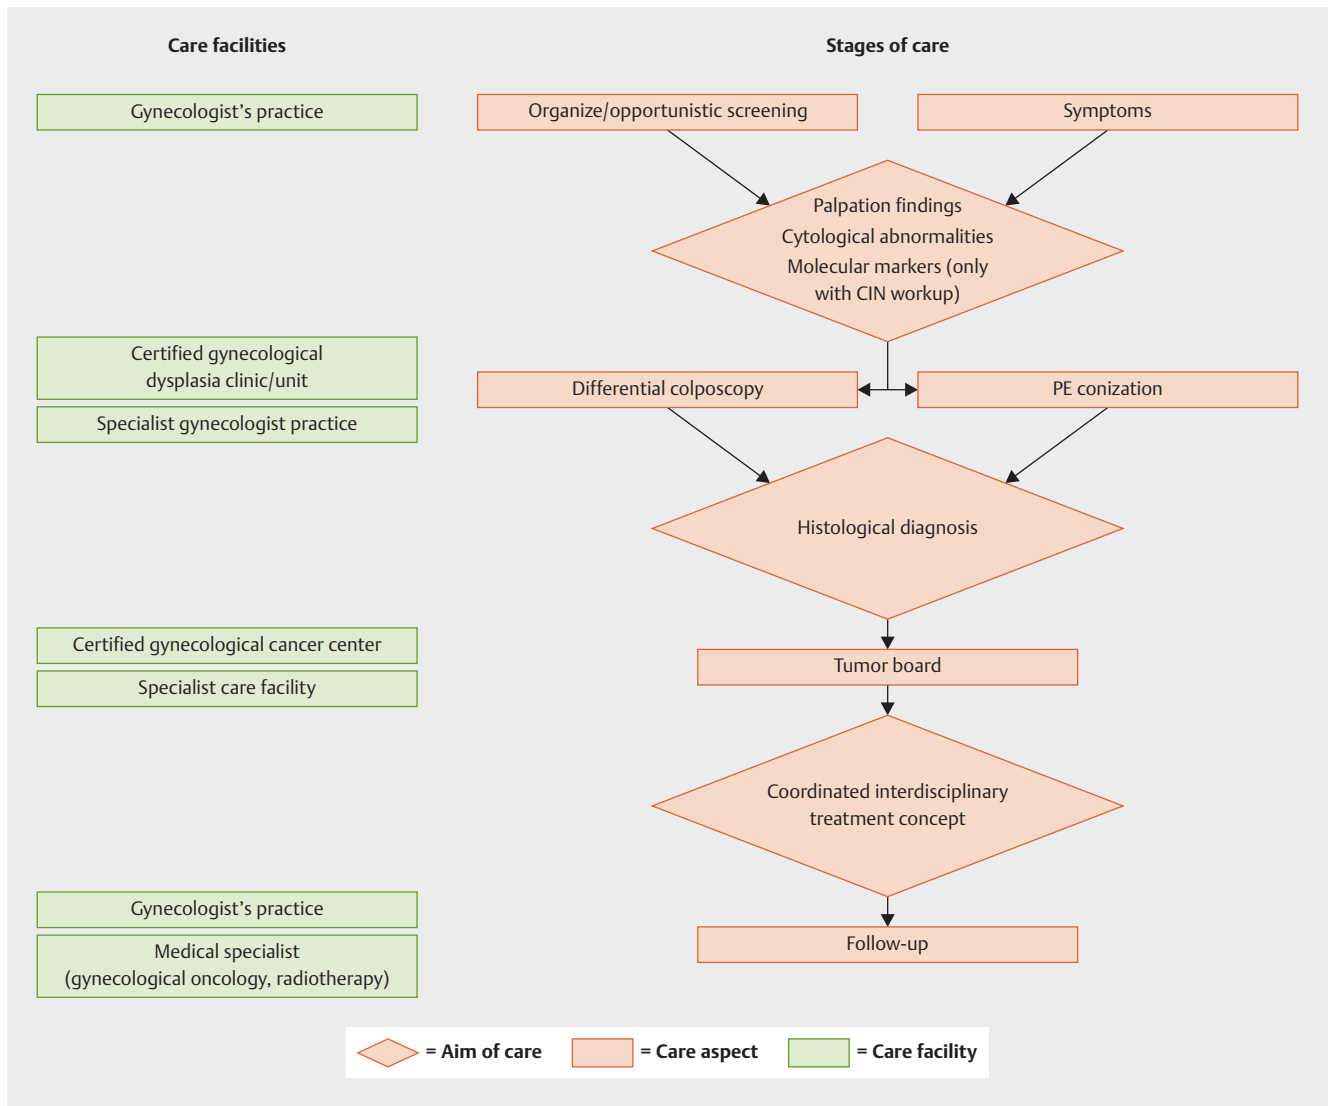 Care facilities
Stages of care
Gynecologist’s practice
Organize/opportunistic screening
Symptoms
Palpation findings
Cytological abnormalities
Molecular markers (only
with CIN workup)
Certified gynecological
dysplasia clinic/unit
Specialist gynecologist practice
Differential colposcopy
PE conization
Histological diagnosis
Certified gynecological cancer center
Specialist care facility
Tumor board
Coordinated interdisciplinary
treatment concept
Gynecologist’s practice
Medical specialist
(gynecological oncology, radiotherapy)
Follow-up
= Aim of care
= Care aspect
= Care facility